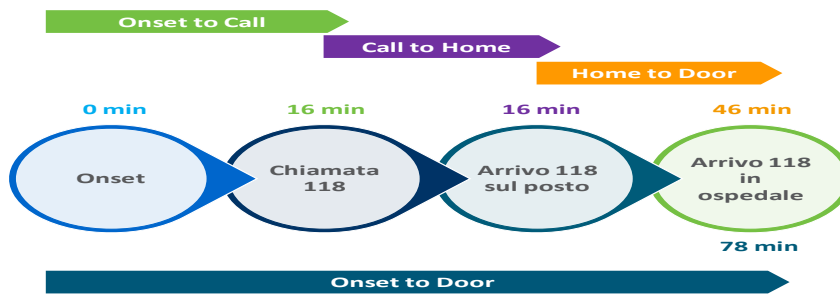 Onset to Call
Call to Home
Home to Door
0 min
16 min
16 min
46 min
Onset
Chiamata
118
Arrivo 118
sul posto
Arrivo 118
in
ospedale
78 min
Onset to Door